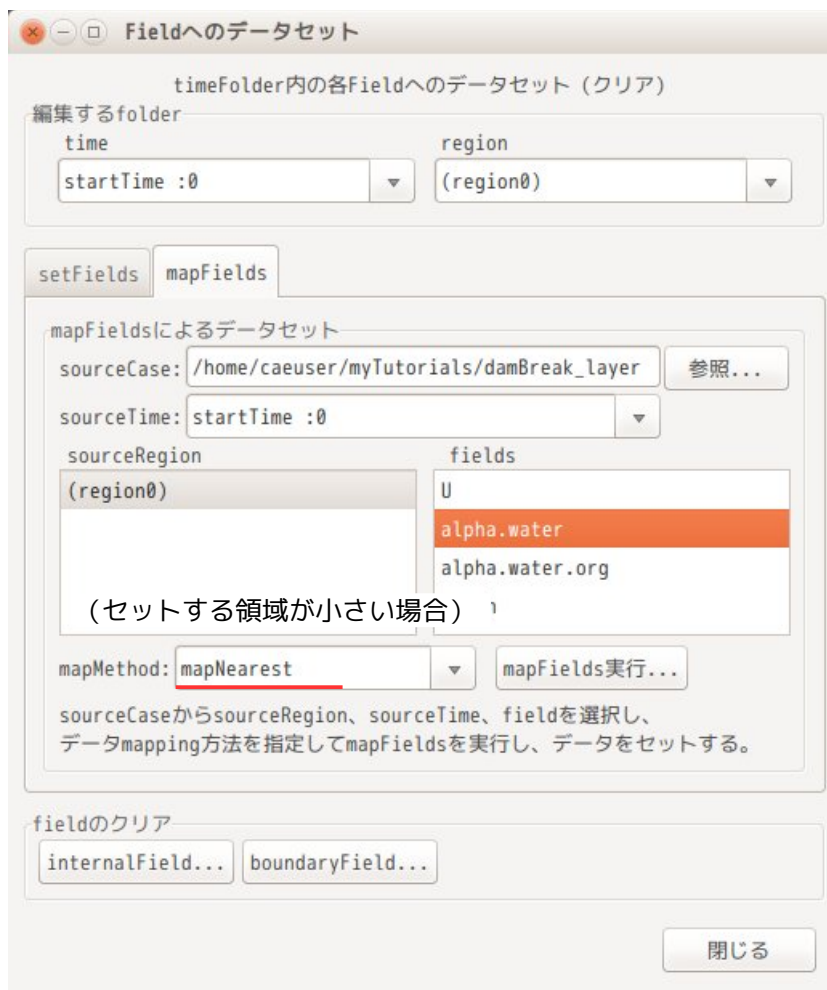 Fieldへのデータセット
timeFolder内の各Fieldへのデータセット (クリア)
編集するfolder
time
region
startTime :0
(region0)
setFields
mapFields
mapFieldsによるデータセット
sourceCase:
/home/caeuser/myTutorials/damBreak_layer
参照...
sourceTime:
startTime :0
sourceRegion
fields
(region0)
U
alpha.water
alpha.water.org
(セットする領域が小さい場合)
mapMethod:
mapNearest
mapFields実行...
sourceCaseからsourceRegion、sourceTime、fieldを選択し、
データmapping方法を指定してmapFieldsを実行し、データをセットする。
fieldのクリア
internalField...
boundaryField...
閉じる